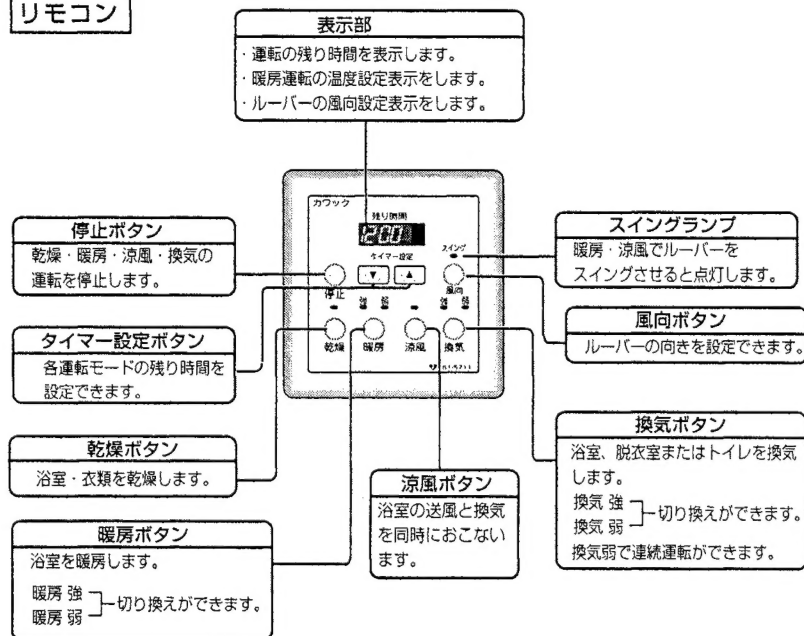 リモコン
表示部
・運転の残り時間を表示します。
・暖房運転の温度設定表示をします。
・ルーバーの風向設定表示をします。
停止ボタン
乾燥・暖房・涼風・換気の
運転を停止します。
タイマー設定ボタン
各運転モードの残り時間を
設定できます。
乾燥ボタン
浴室・衣類を乾燥します。
暖房ボタン
浴室を暖房します。
暖房 強
暖房 弱
切り換えができます。
カワック
残り時間
タイマー設定
スイング
▼
▲
停止
風向
強 弱
強 弱
乾燥
暖房
涼風
換気
涼風ボタン
浴室の送風と換気
を同時におこない
ます。
スイングランプ
暖房・涼風でルーバーを
スイングさせると点灯します。
風向ボタン
ルーバーの向きを設定できます。
換気ボタン
浴室、脱衣室またはトイレを換気
します。
換気 強
換気 弱
切り換えができます。
換気弱で連続運転ができます。